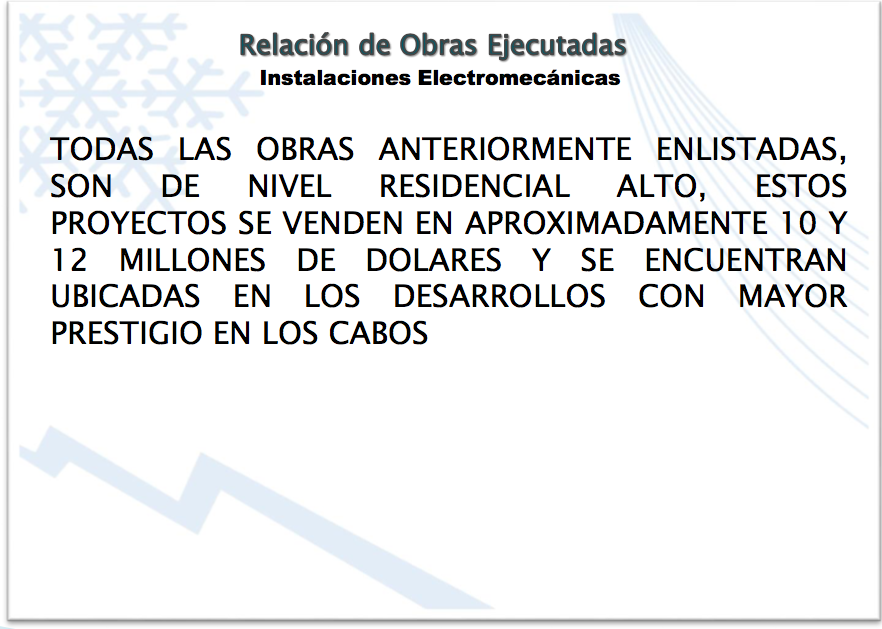 Relación de Obras Ejecutadas
Instalaciones Electromecánicas
TODAS LAS OBRAS ANTERIORMENTE ENLISTADAS,
SON DE NIVEL RESIDENCIAL ALTO, ESTOS
PROYECTOS SE VENDEN EN APROXIMADAMENTE 10 Y
12 MILLONES DE DOLARES Y SE ENCUENTRAN
UBICADAS EN LOS DESARROLLOS CON MAYOR
PRESTIGIO EN LOS CABOS